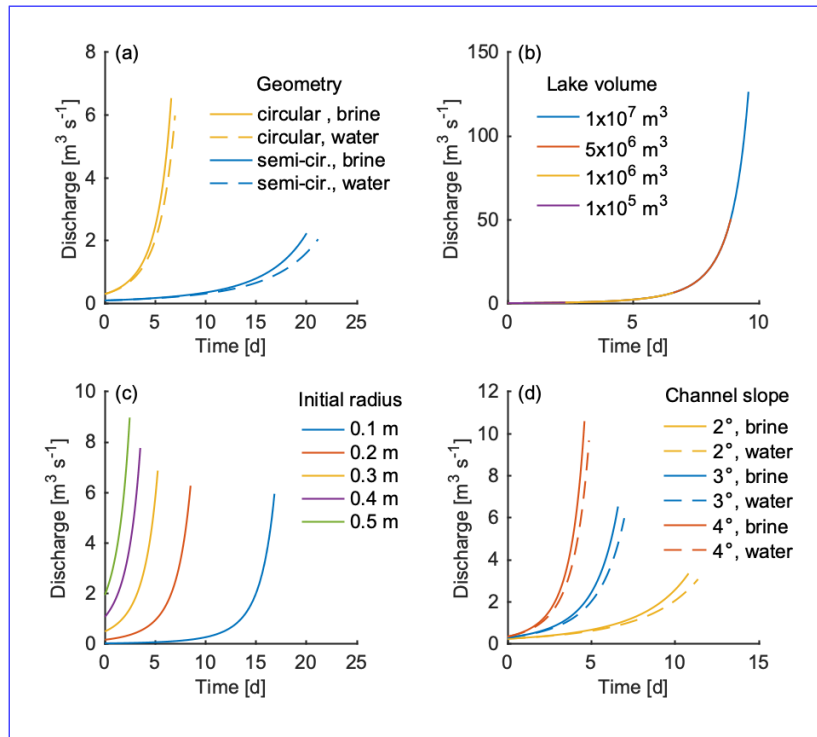 (a)
Geometry
circular , brine
circular, water
semi-cir., brine
semi-cir., water
Discharge [m³ s⁻¹]
8
6
4
2
0
0 5 10 15 20 25
Time [d]
(b)
Lake volume
1x10⁷ m³
5x10⁶ m³
1x10⁶ m³
1x10⁵ m³
Discharge [m³ s⁻¹]
150
100
50
0
0 5 10
Time [d]
(c)
Initial radius
0.1 m
0.2 m
0.3 m
0.4 m
0.5 m
Discharge [m³ s⁻¹]
10
8
6
4
2
0
0 5 10 15 20 25
Time [d]
(d)
Channel slope
2°, brine
2°, water
3°, brine
3°, water
4°, brine
4°, water
Discharge [m³ s⁻¹]
12
10
8
6
4
2
0
0 5 10 15
Time [d]